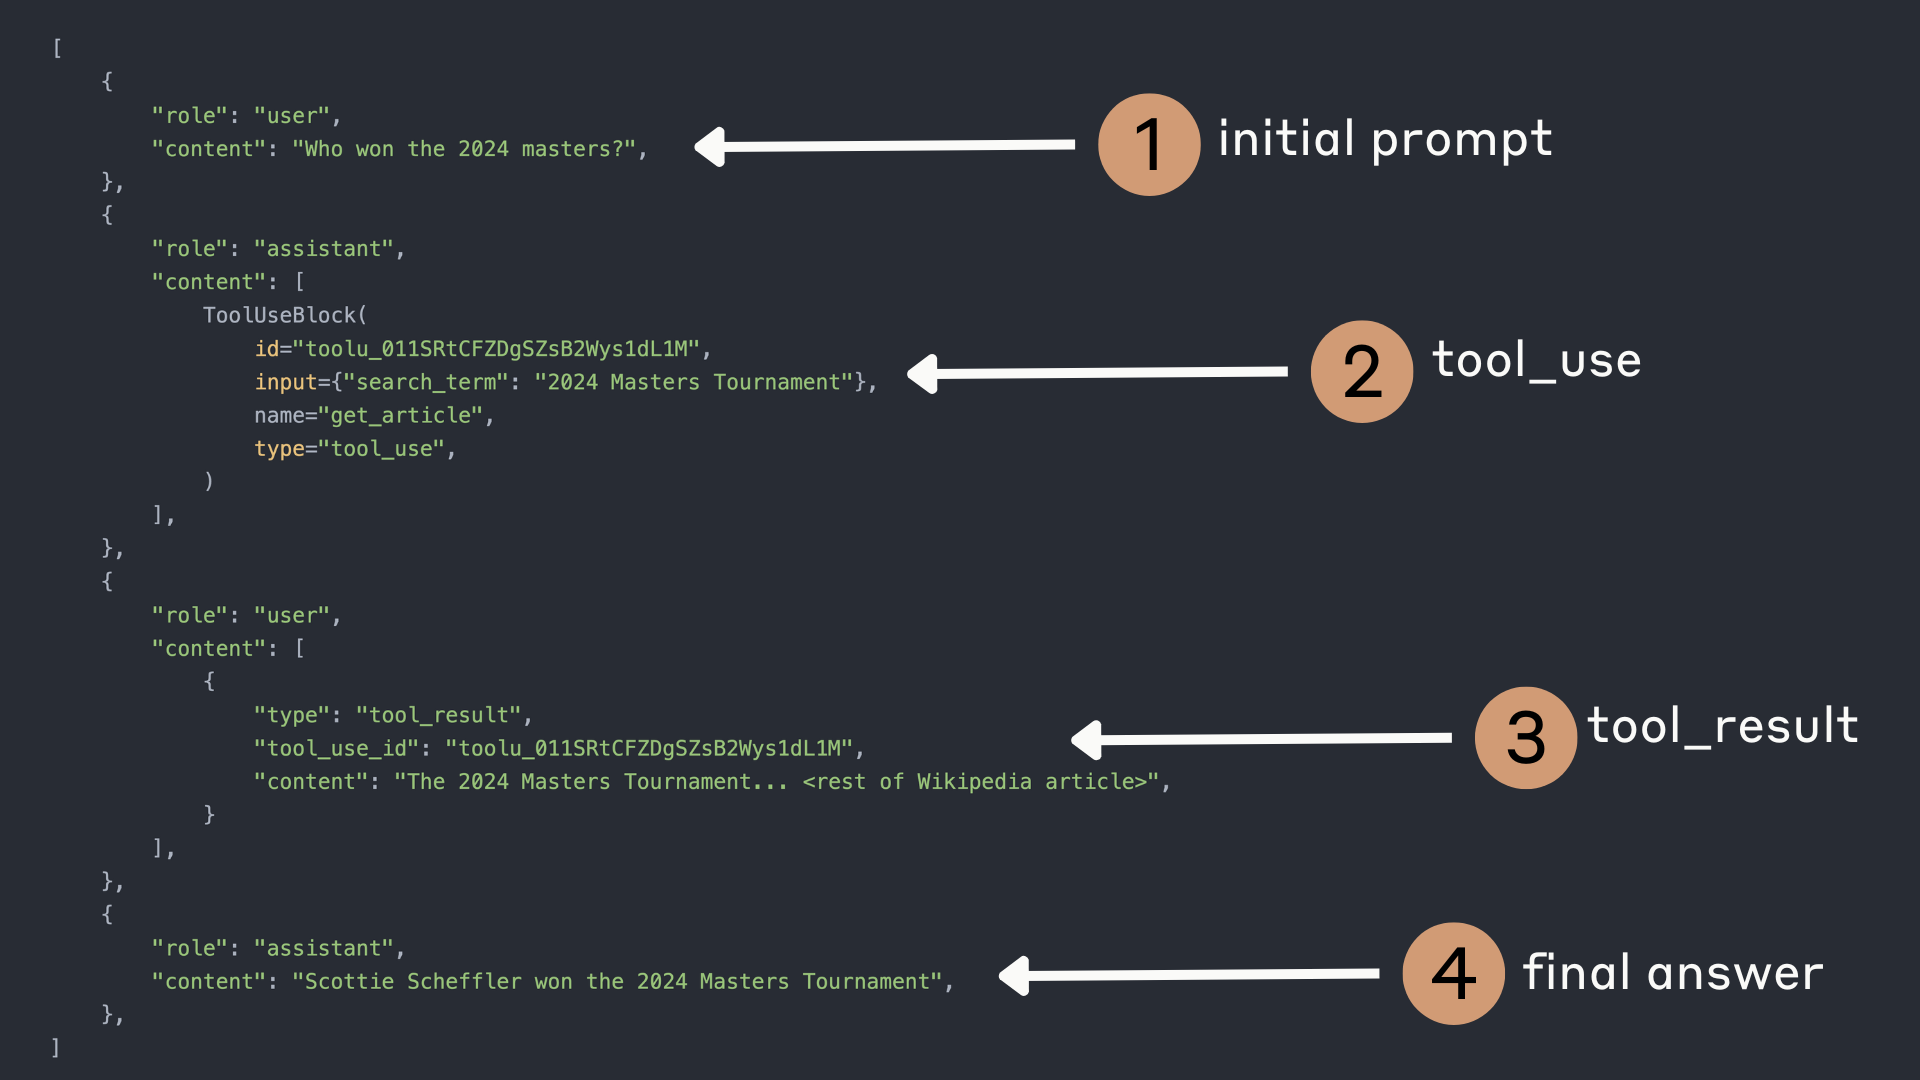 [
{
"role": "user",
"content": "Who won the 2024 masters?",
1 initial prompt
},
{
"role": "assistant",
"content": [
ToolUseBlock(
id="toolu_011SRtCFZDgSZsB2Wys1dL1M",
input={"search_term": "2024 Masters Tournament"},
2 tool_use
name="get_article",
type="tool_use",
)
],
},
{
"role": "user",
"content": [
{
"type": "tool_result",
"tool_use_id": "toolu_011SRtCFZDgSZsB2Wys1dL1M",
3 tool_result
"content": "The 2024 Masters Tournament... <rest of Wikipedia article>",
}
],
},
{
"role": "assistant",
"content": "Scottie Scheffler won the 2024 Masters Tournament",
4 final answer
},
]